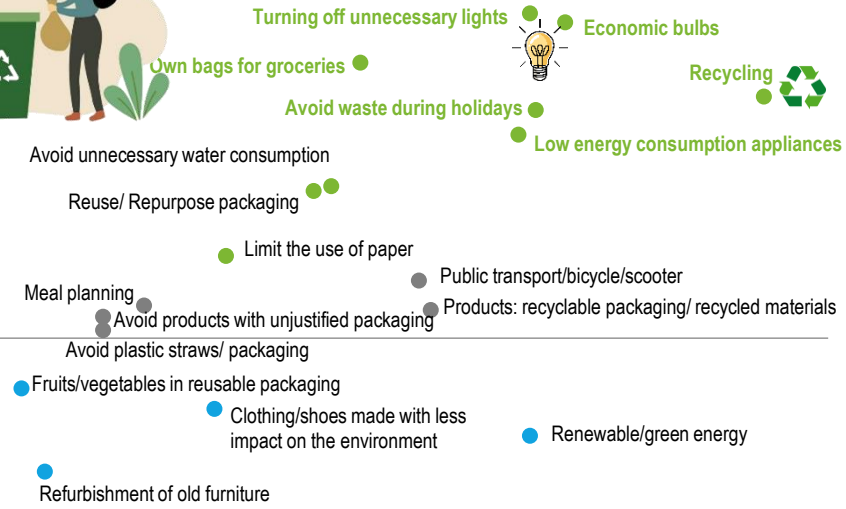 Turning off unnecessary lights
Economic bulbs
Own bags for groceries
Recycling
Avoid waste during holidays
Low energy consumption appliances
Avoid unnecessary water consumption
Reuse/ Repurpose packaging
Limit the use of paper
Public transport/bicycle/scooter
Meal planning
Products: recyclable packaging/ recycled materials
Avoid products with unjustified packaging
Avoid plastic straws/ packaging
Fruits/vegetables in reusable packaging
Clothing/shoes made with less
impact on the environment
Renewable/green energy
Refurbishment of old furniture